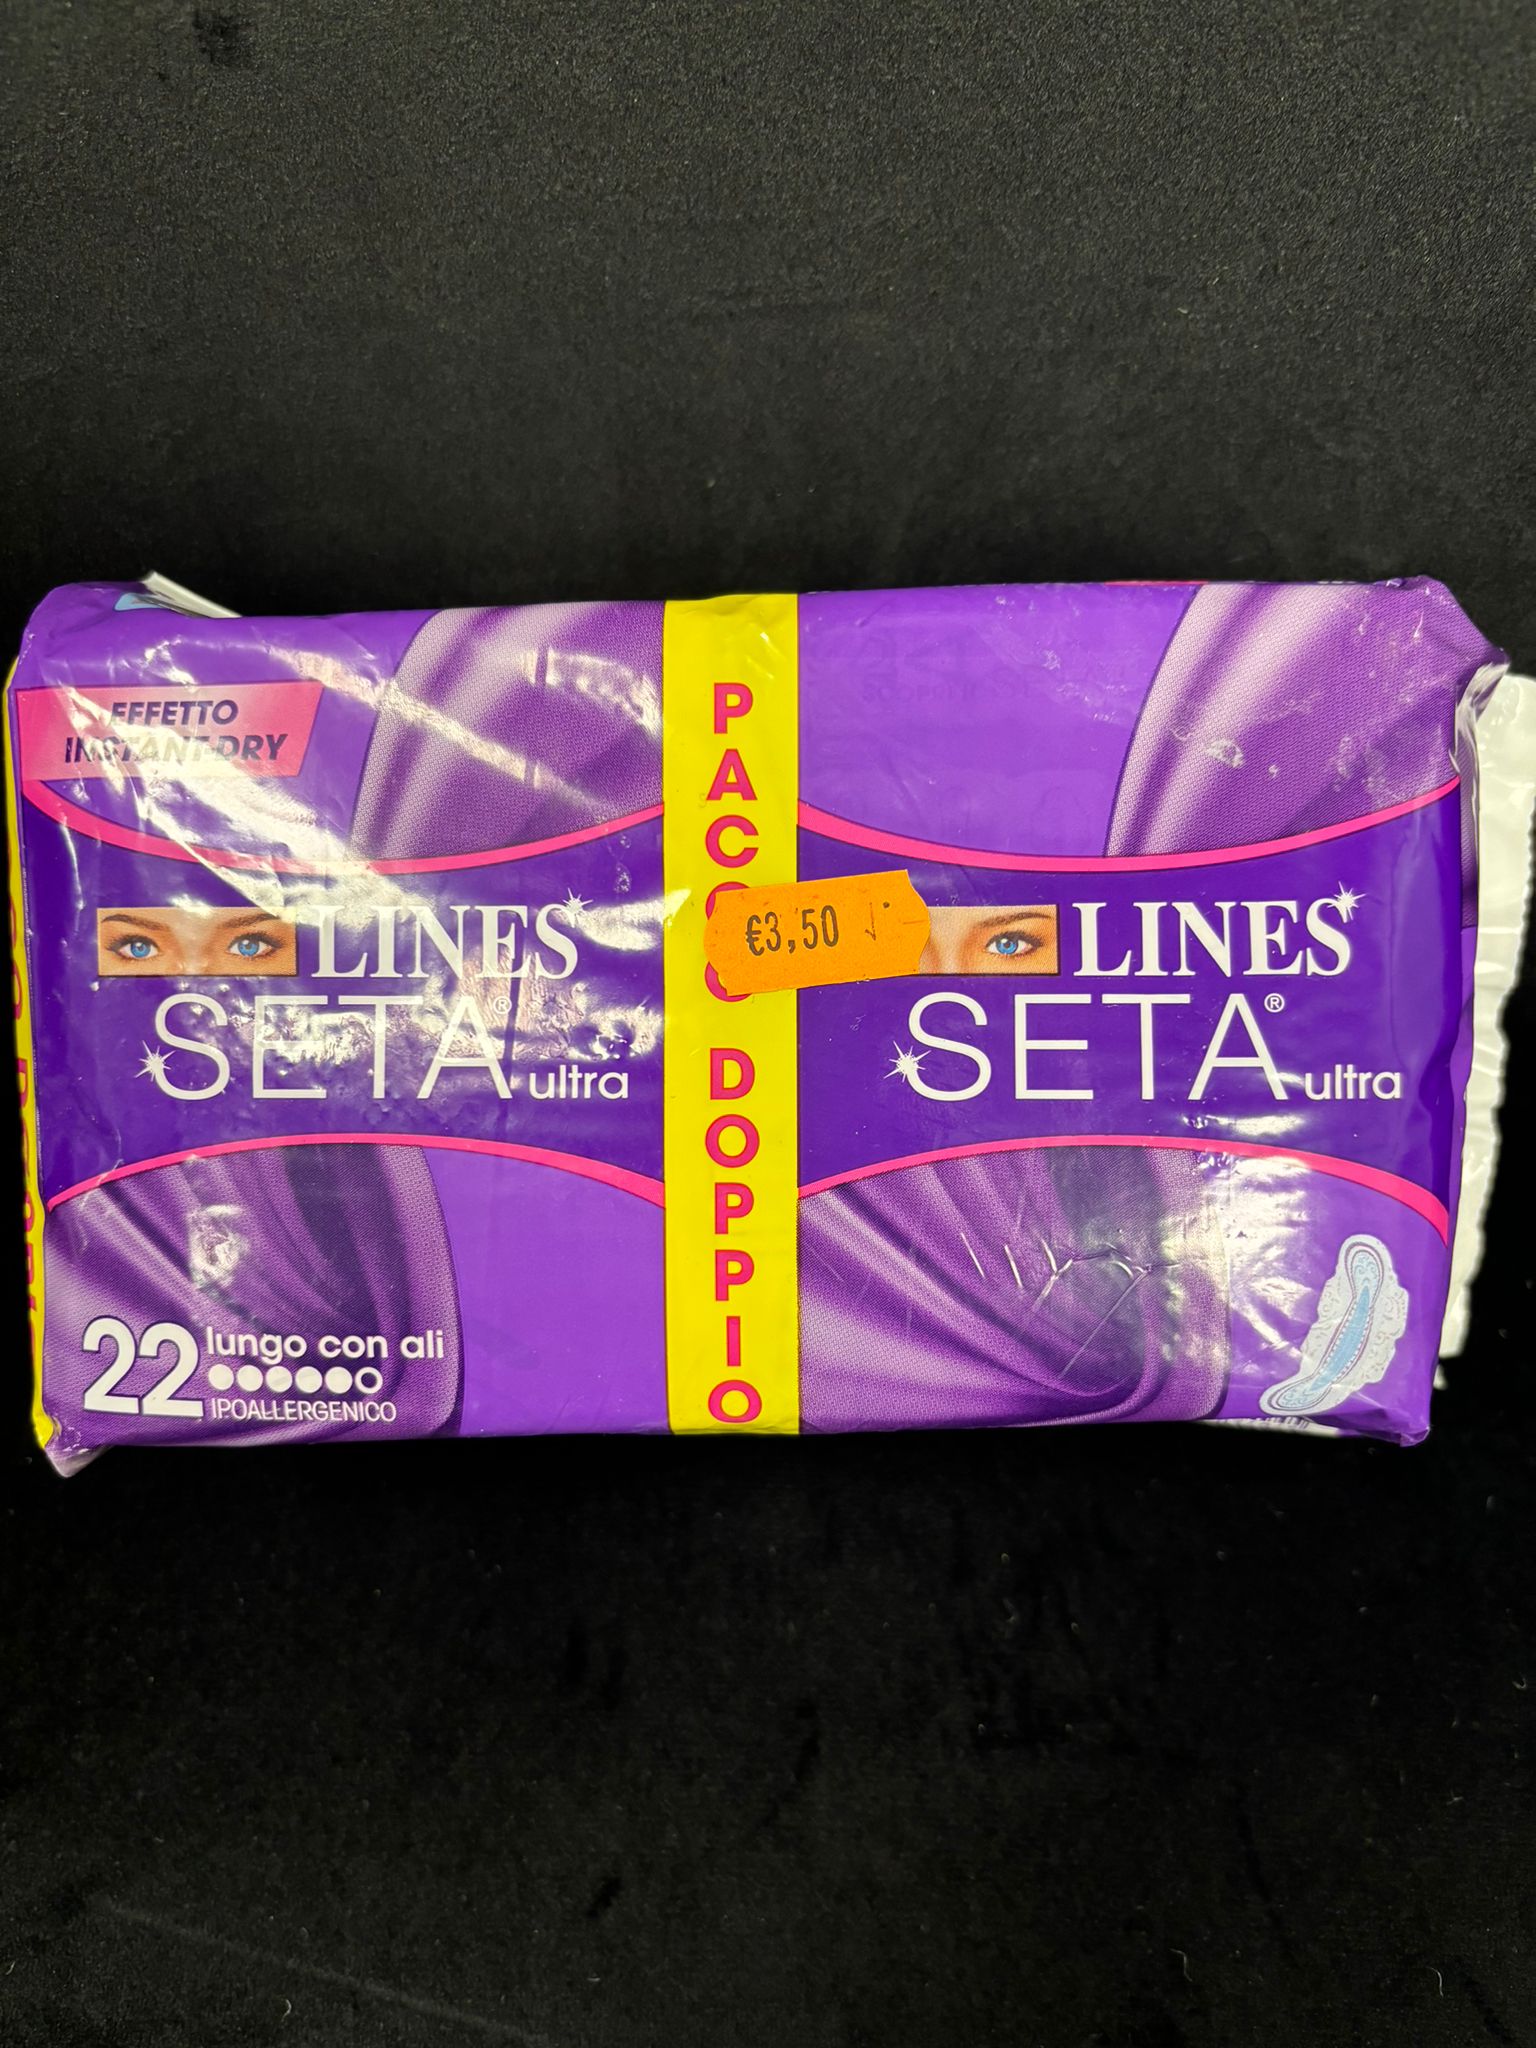 EFFETTO
INSTANT-DRY
LINES
SETA®
ultra
22
lungo con ali
IPOALLERGENICO
PACCO DOPPIO
€3,50
LINES
SETA®
ultra